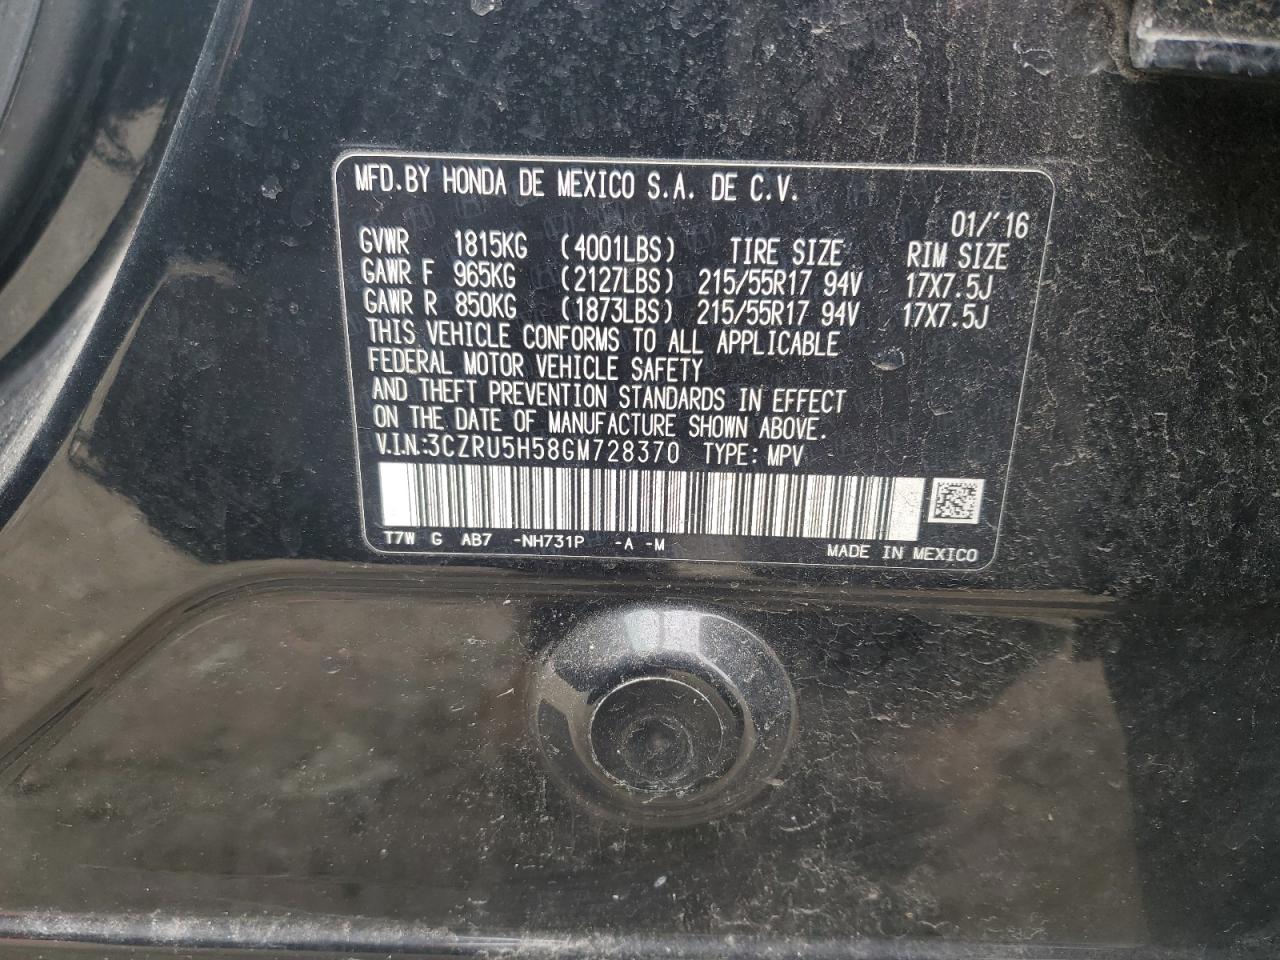 MFD.BY HONDA DE MEXICO S.A. DE C.V.
01/'16
GVWR 1815KG (4001LBS) TIRE SIZE RIM SIZE
GAWR F 965KG (2127LBS) 215/55R17 94V 17X7.5J
GAWR R 850KG (1873LBS) 215/55R17 94V 17X7.5J
THIS VEHICLE CONFORMS TO ALL APPLICABLE
FEDERAL MOTOR VEHICLE SAFETY
AND THEFT PREVENTION STANDARDS IN EFFECT
ON THE DATE OF MANUFACTURE SHOWN ABOVE.
V.I.N:3CZRU5H58GM728370 TYPE: MPV
T7W G AB7 -NH731P -A -M
MADE IN MEXICO